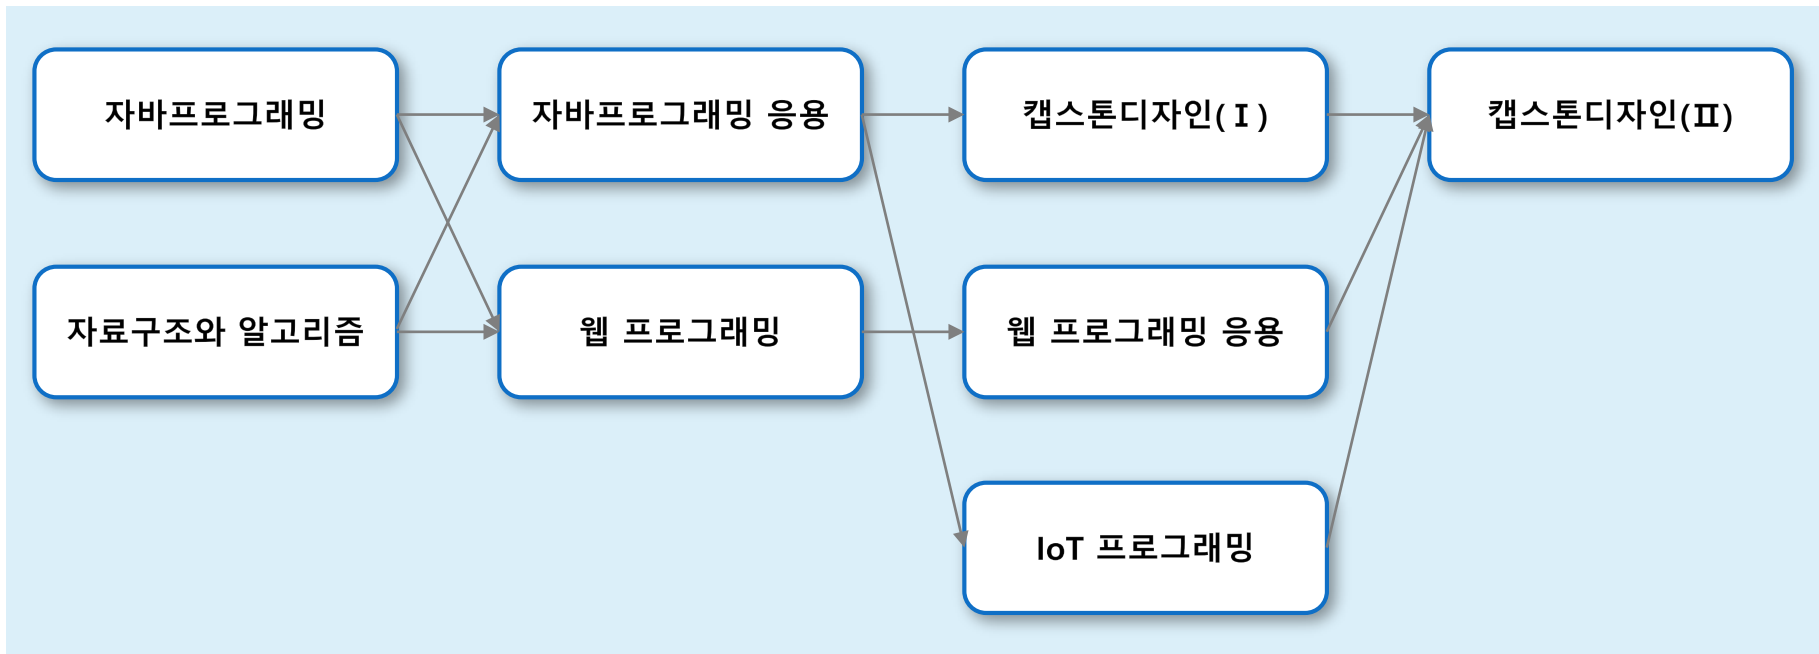 자바프로그래밍
자바프로그래밍 응용
캡스톤디자인(Ⅰ)
캡스톤디자인(Ⅱ)
자료구조와 알고리즘
웹 프로그래밍
웹 프로그래밍 응용
IoT 프로그래밍